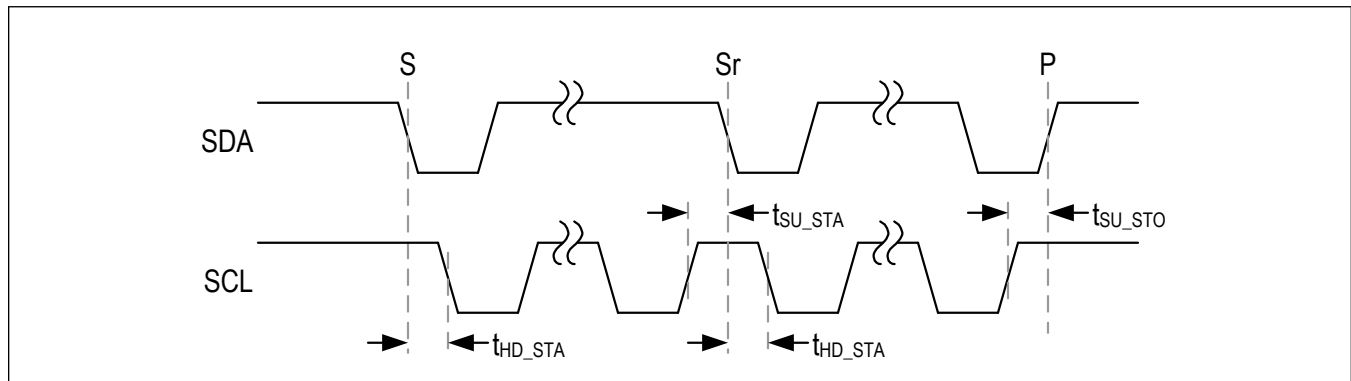 S Sr P
SDA
tSU_STA tSU_STO
SCL
tHD_STA tHD_STA